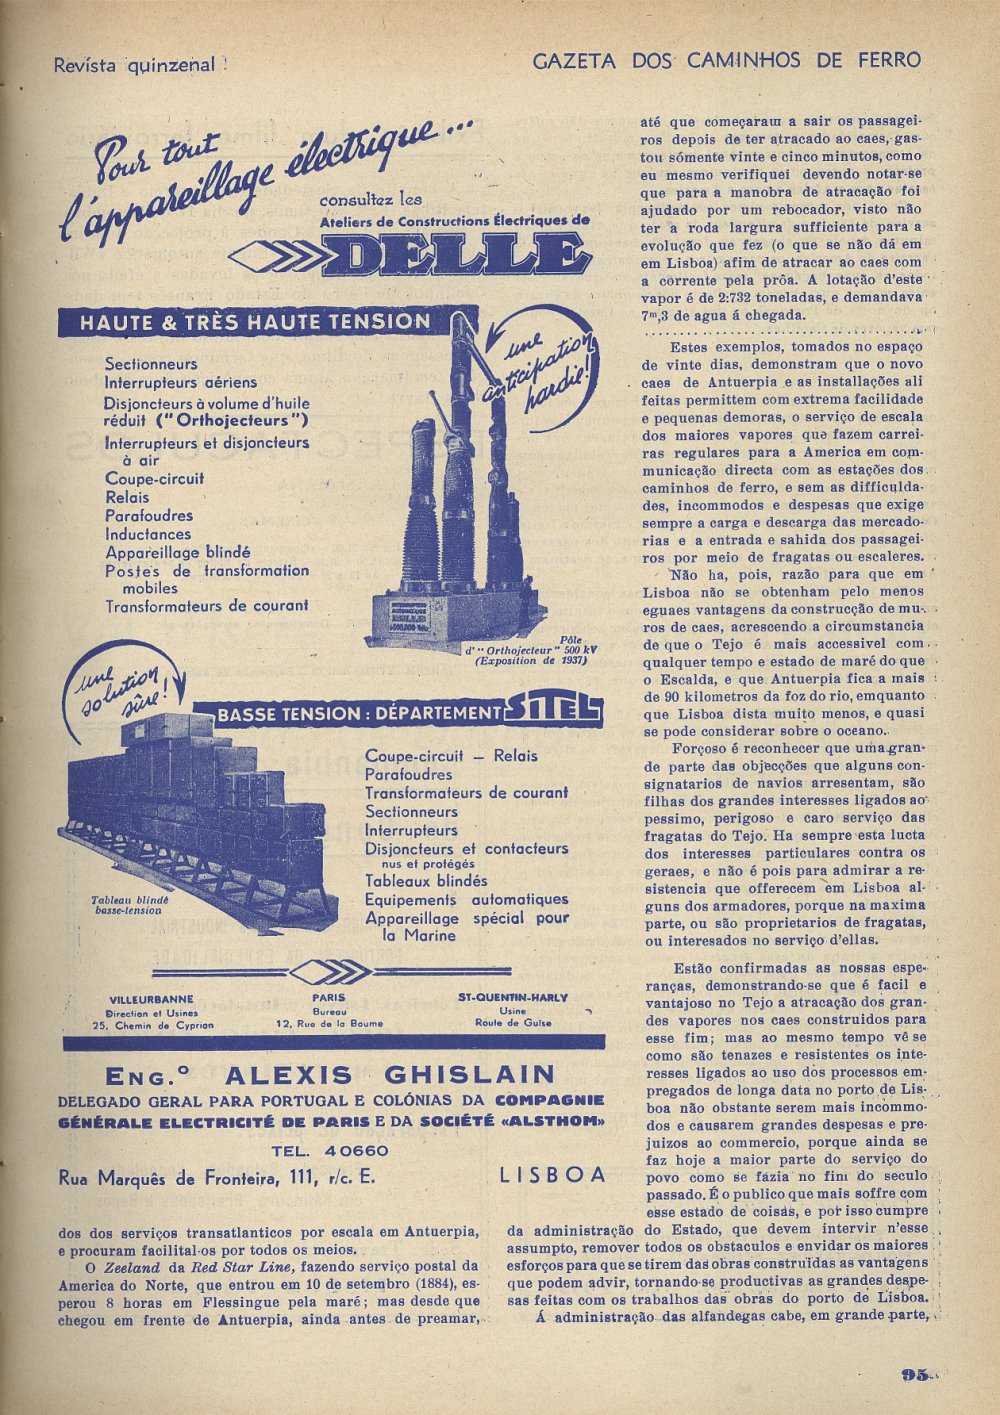 Revista quinzenal
GAZETA DOS CAMINHOS DE FERRO
Pour tout
l'appareillage électrique...
consultez les
Ateliers de Constructions Électriques de
DELLE
HAUTE & TRÈS HAUTE TENSION
une
anticipation
hardie!
Sectionneurs
Interrupteurs aériens
Disjoncteurs à volume d'huile
réduit ("Orthojecteurs")
Interrupteurs et disjoncteurs
à air
Coupe-circuit
Relais
Parafoudres
Inductances
Appareillage blindé
Postes de transformation
mobiles
Transformateurs de courant
DELLE
Pôle
d'"Orthojecteur" 500 kV
(Exposition de 1937)
une
solution
sûre!
BASSE TENSION : DÉPARTEMENT SITEL
Coupe-circuit — Relais
Parafoudres
Transformateurs de courant
Sectionneurs
Interrupteurs
Disjoncteurs et contacteurs
nus et protégés
Tableaux blindés
Equipements automatiques
Appareillage spécial pour
la Marine
Tableau blindé
basse-tension
VILLEURBANNE
Direction et Usines
25, Chemin de Cyprian
PARIS
Bureau
12, Rue de la Baume
ST-QUENTIN-HARLY
Usine
Route de Guise
ENG.º ALEXIS GHISLAIN
DELEGADO GERAL PARA PORTUGAL E COLÓNIAS DA COMPAGNIE
GÉNÉRALE ELECTRICITÉ DE PARIS E DA SOCIÉTÉ «ALSTHOM»
TEL. 40660
Rua Marquês de Fronteira, 111, r/c. E.
LISBOA
dos dos serviços transatlanticos por escala em Antuerpia,
e procuram facilital-os por todos os meios.
O Zeeland da Red Star Line, fazendo serviço postal da
America do Norte, que entrou em 10 de setembro (1884), es-
perou 8 horas em Flessingue pela maré; mas desde que
chegou em frente de Antuerpia, ainda antes de preamar,
até que começaram a sair os passagei-
ros depois de ter atracado ao caes, gas-
tou sómente vinte e cinco minutos, como
eu mesmo verifiquei devendo notar-se
que para a manobra de atracação foi
ajudado por um rebocador, visto não
ter a roda largura sufficiente para a
evolução que fez (o que se não dá em
em Lisboa) afim de atracar ao caes com
a corrente pela prôa. A lotação d'este
vapor é de 2:732 toneladas, e demandava
7m,3 de agua á chegada.
Estes exemplos, tomados no espaço
de vinte dias, demonstram que o novo
caes de Antuerpia e as installações ali
feitas permittem com extrema facilidade
e pequenas demoras, o serviço de escala
dos maiores vapores que fazem carrei-
ras regulares para a America em com-
municação directa com as estações dos
caminhos de ferro, e sem as difficulda-
des, incommodos e despesas que exige
sempre a carga e descarga das mercado-
rias e a entrada e sahida dos passagei-
ros por meio de fragatas ou escaleres.
Não ha, pois, razão para que em
Lisboa não se obtenham pelo menos
eguaes vantagens da construcção de mu-
ros de caes, acrescendo a circumstancia
de que o Tejo é mais accessivel com
qualquer tempo e estado de maré do que
o Escalda, e que Antuerpia fica a mais
de 90 kilometros da foz do rio, emquanto
que Lisboa dista muito menos, e quasi
se pode considerar sobre o oceano.
Forçoso é reconhecer que uma gran-
de parte das objecções que alguns con-
signatarios de navios arresentam, são
filhas dos grandes interesses ligados ao
pessimo, perigoso e caro serviço das
fragatas do Tejo. Ha sempre esta lucta
dos interesses particulares contra os
geraes, e não é pois para admirar a re-
sistencia que offerecem em Lisboa al-
guns dos armadores, porque na maxima
parte, ou são proprietarios de fragatas,
ou interesados no serviço d'ellas.
Estão confirmadas as nossas espe-
ranças, demonstrando-se que é facil e
vantajoso no Tejo a atracação dos gran-
des vapores nos caes construidos para
esse fim; mas ao mesmo tempo vê se
como são tenazes e resistentes os inte-
resses ligados ao uso dos processos em-
pregados de longa data no porto de Lis-
boa não obstante serem mais incommo-
dos e causarem grandes despesas e pre-
juizos ao commercio, porque ainda se
faz hoje a maior parte do serviço do
povo como se fazia no fim do seculo
passado. É o publico que mais soffre com
esse estado de coisas, e por isso cumpre
da administração do Estado, que devem intervir n'esse
assumpto, remover todos os obstaculos e envidar os maiores
esforços para que se tirem das obras construídas as vantagens
que podem advir, tornando-se productivas as grandes despe-
sas feitas com os trabalhos das obras do porto de Lisboa.
Á administração das alfandegas cabe, em grande parte,
95